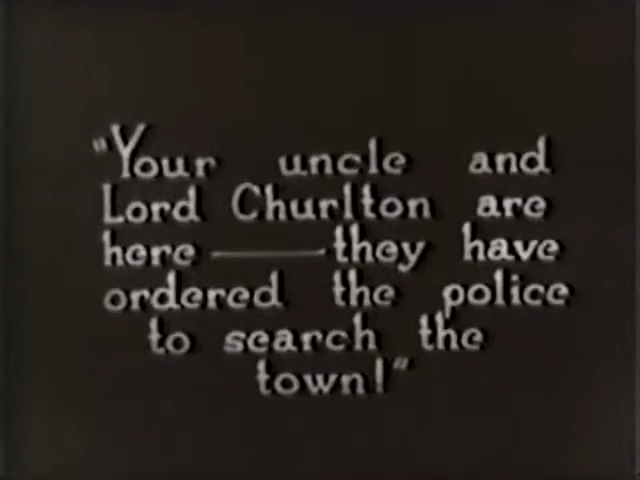 "Your uncle and
Lord Churlton are
here——they have
ordered the police
to search the
town!"